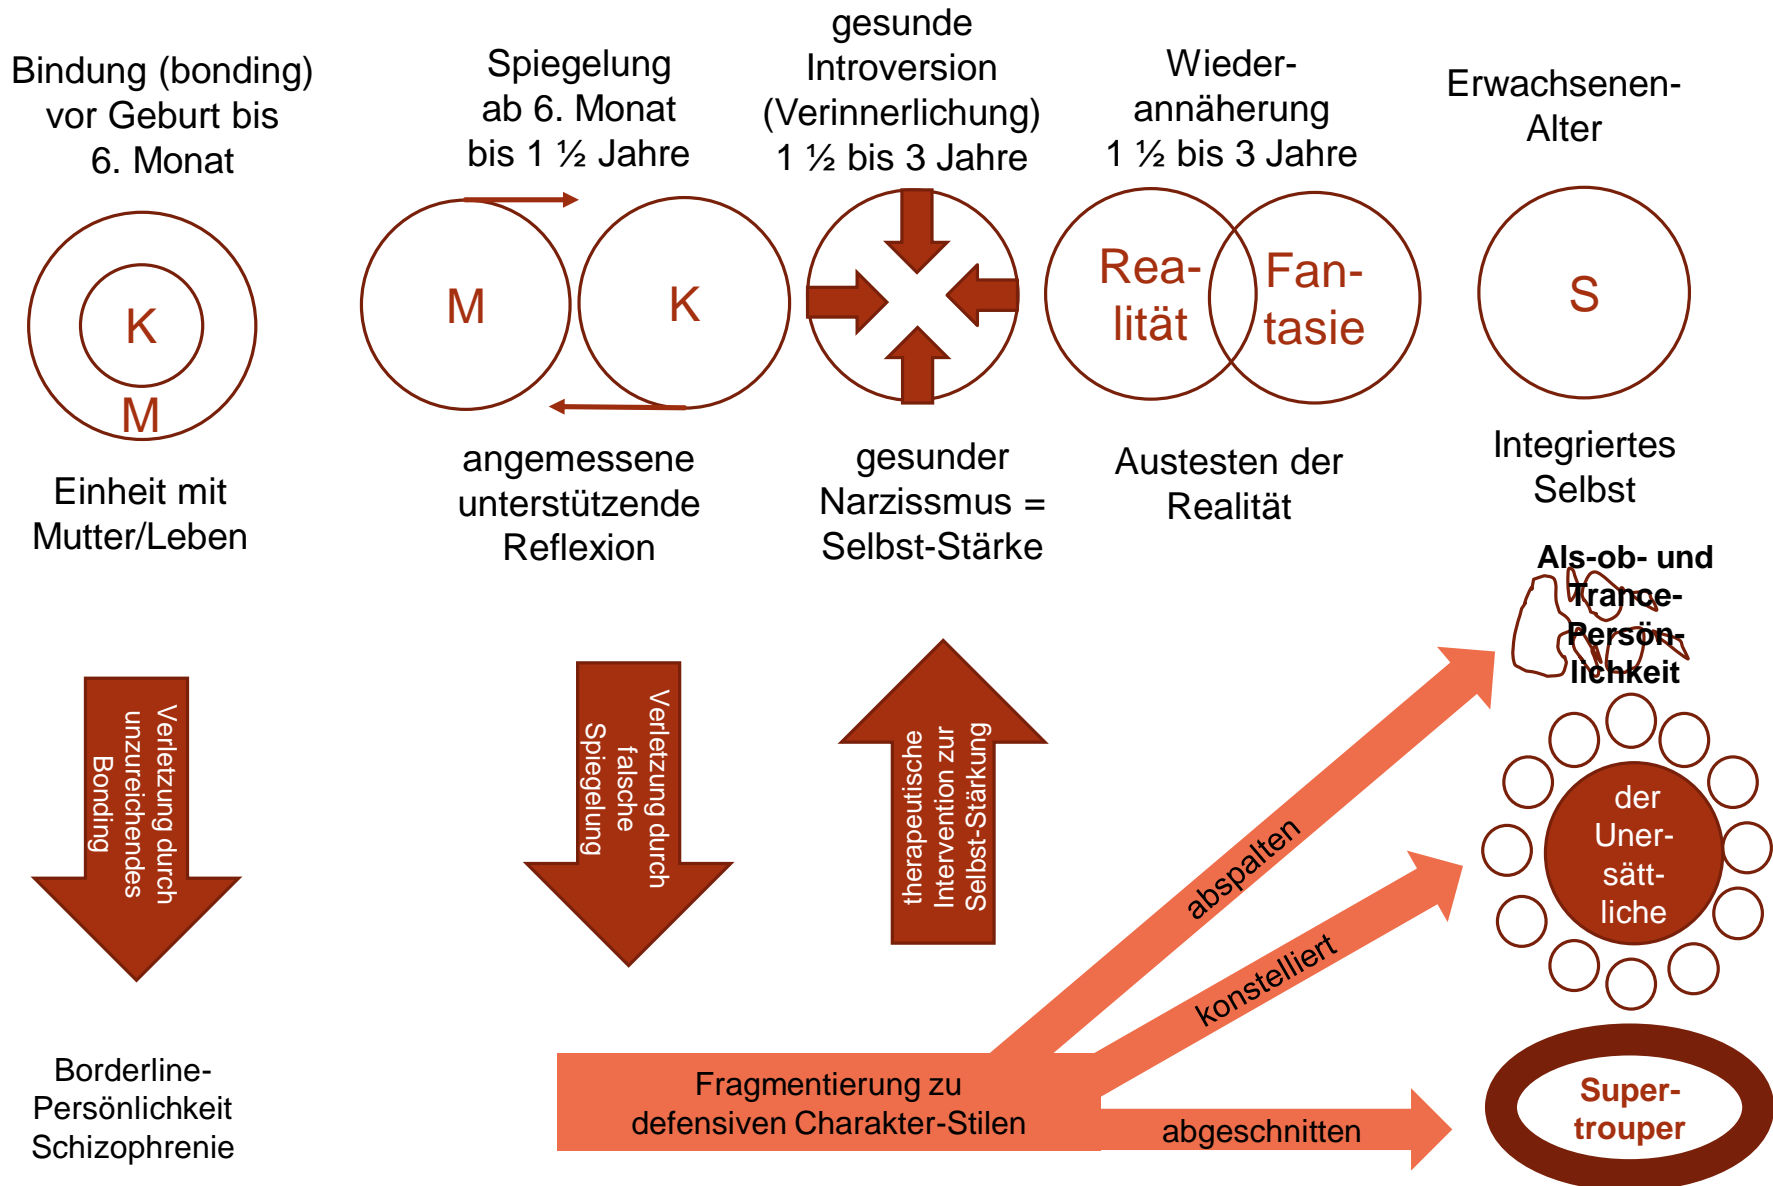 Bindung (bonding)
vor Geburt bis
6. Monat
Spiegelung
ab 6. Monat
bis 1 ½ Jahre
gesunde
Introversion
(Verinnerlichung)
1 ½ bis 3 Jahre
Wieder-
annäherung
1 ½ bis 3 Jahre
Erwachsenen-
Alter
K
M
M
K
Rea-
lität
Fan-
tasie
S
Einheit mit
Mutter/Leben
angemessene
unterstützende
Reflexion
gesunder
Narzissmus =
Selbst-Stärke
Austesten der
Realität
Integriertes
Selbst
Als-ob- und
Trance-
Persön-
lichkeit
Verletzung durch
unzureichendes
Bonding
Verletzung durch
falsche
Spiegelung
therapeutische
Intervention zur
Selbst-Stärkung
der
Uner-
sätt-
liche
abspalten
konstelliert
abgeschnitten
Borderline-
Persönlichkeit
Schizophrenie
Fragmentierung zu
defensiven Charakter-Stilen
Super-
trouper